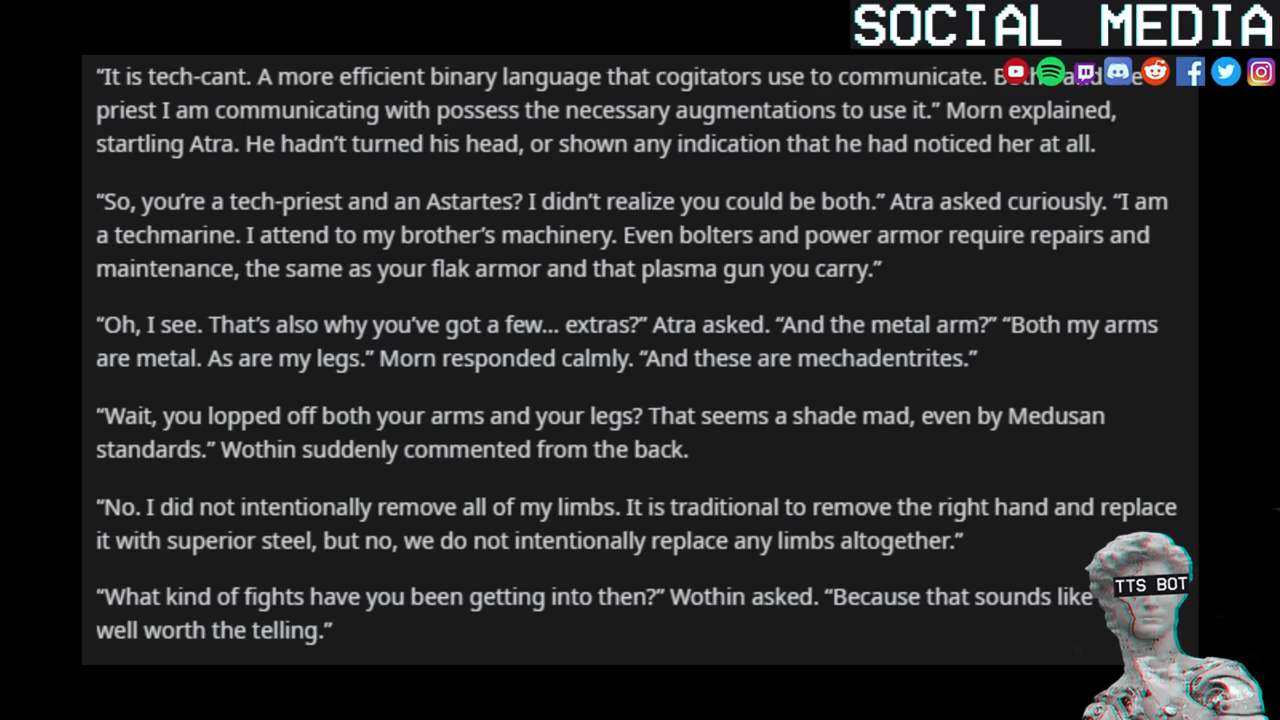 SOCIAL MEDIA
“It is tech-cant. A more efficient binary language that cogitators use to communicate.
priest I am communicating with possess the necessary augmentations to use it.” Morn explained,
startling Atra. He hadn’t turned his head, or shown any indication that he had noticed her at all.
“So, you’re a tech-priest and an Astartes? I didn’t realize you could be both.” Atra asked curiously. “I am
a techmarine. I attend to my brother’s machinery. Even bolters and power armor require repairs and
maintenance, the same as your flak armor and that plasma gun you carry.”
“Oh, I see. That’s also why you’ve got a few... extras?” Atra asked. “And the metal arm?” “Both my arms
are metal. As are my legs.” Morn responded calmly. “And these are mechadentrites.”
“Wait, you lopped off both your arms and your legs? That seems a shade mad, even by Medusan
standards.” Wothin suddenly commented from the back.
“No. I did not intentionally remove all of my limbs. It is traditional to remove the right hand and replace
it with superior steel, but no, we do not intentionally replace any limbs altogether.”
“What kind of fights have you been getting into then?” Wothin asked. “Because that sounds like
well worth the telling.”
TTS BOT